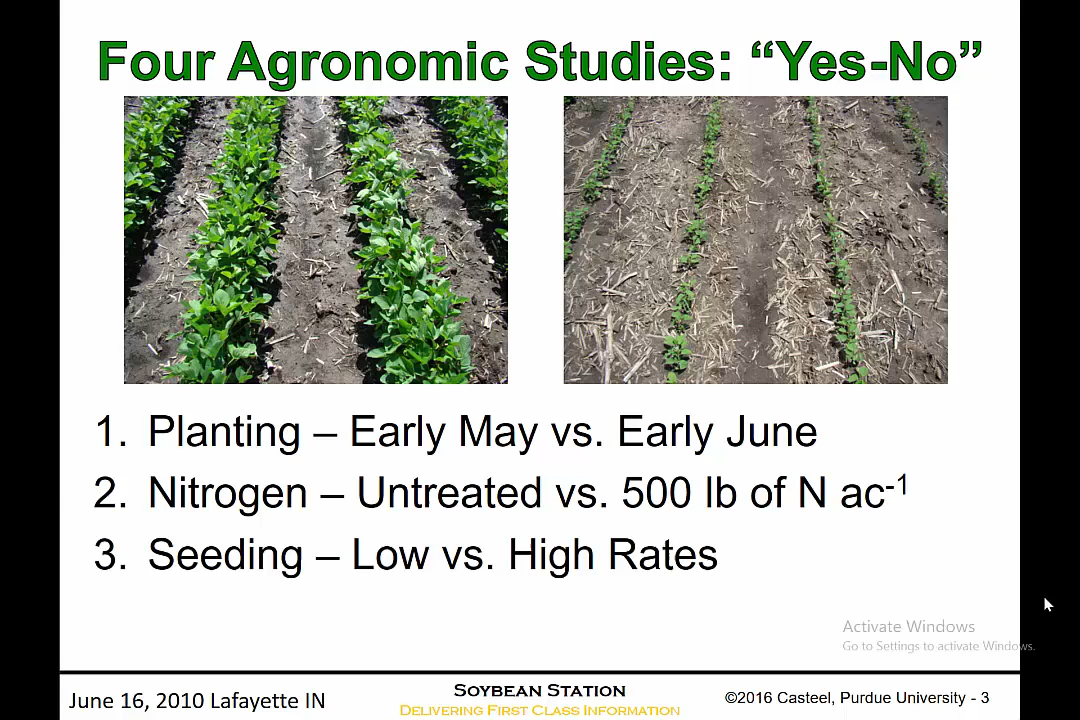 Four Agronomic Studies: “Yes-No”
1. Planting – Early May vs. Early June
2. Nitrogen – Untreated vs. 500 lb of N ac⁻¹
3. Seeding – Low vs. High Rates
Activate Windows
Go to Settings to activate Windows.
June 16, 2010 Lafayette IN
SOYBEAN STATION
DELIVERING FIRST CLASS INFORMATION
©2016 Casteel, Purdue University - 3